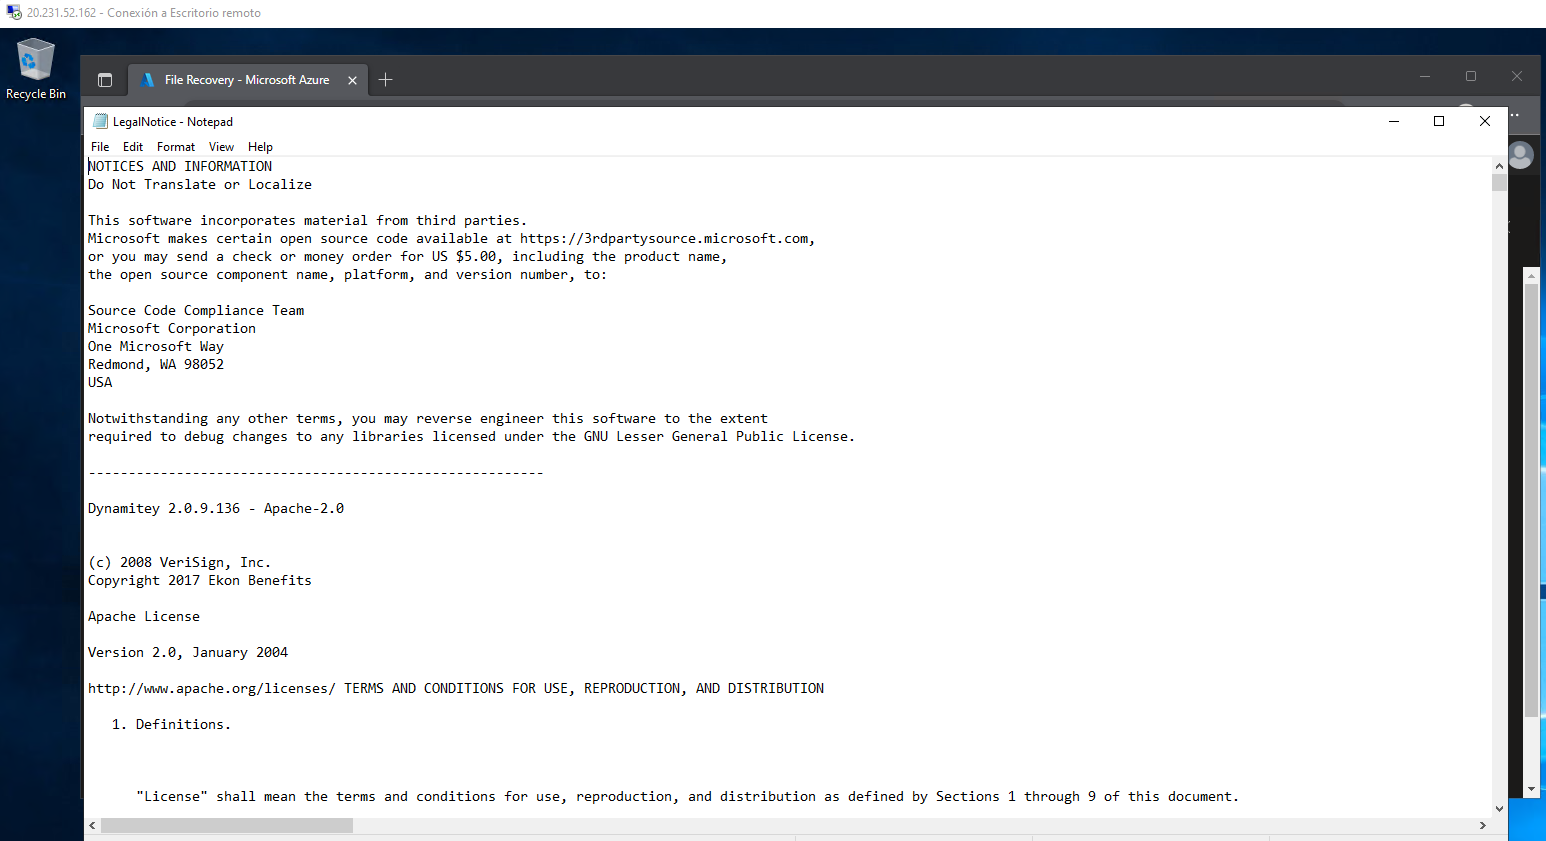 20.231.52.162 - Conexión a Escritorio remoto
Recycle Bin
File Recovery - Microsoft Azure
LegalNotice - Notepad
File Edit Format View Help
NOTICES AND INFORMATION
Do Not Translate or Localize
This software incorporates material from third parties.
Microsoft makes certain open source code available at https://3rdpartysource.microsoft.com,
or you may send a check or money order for US $5.00, including the product name,
the open source component name, platform, and version number, to:
Source Code Compliance Team
Microsoft Corporation
One Microsoft Way
Redmond, WA 98052
USA
Notwithstanding any other terms, you may reverse engineer this software to the extent
required to debug changes to any libraries licensed under the GNU Lesser General Public License.
---------------------------------------------------------
Dynamitey 2.0.9.136 - Apache-2.0
(c) 2008 VeriSign, Inc.
Copyright 2017 Ekon Benefits
Apache License
Version 2.0, January 2004
http://www.apache.org/licenses/ TERMS AND CONDITIONS FOR USE, REPRODUCTION, AND DISTRIBUTION
1. Definitions.
"License" shall mean the terms and conditions for use, reproduction, and distribution as defined by Sections 1 through 9 of this document.